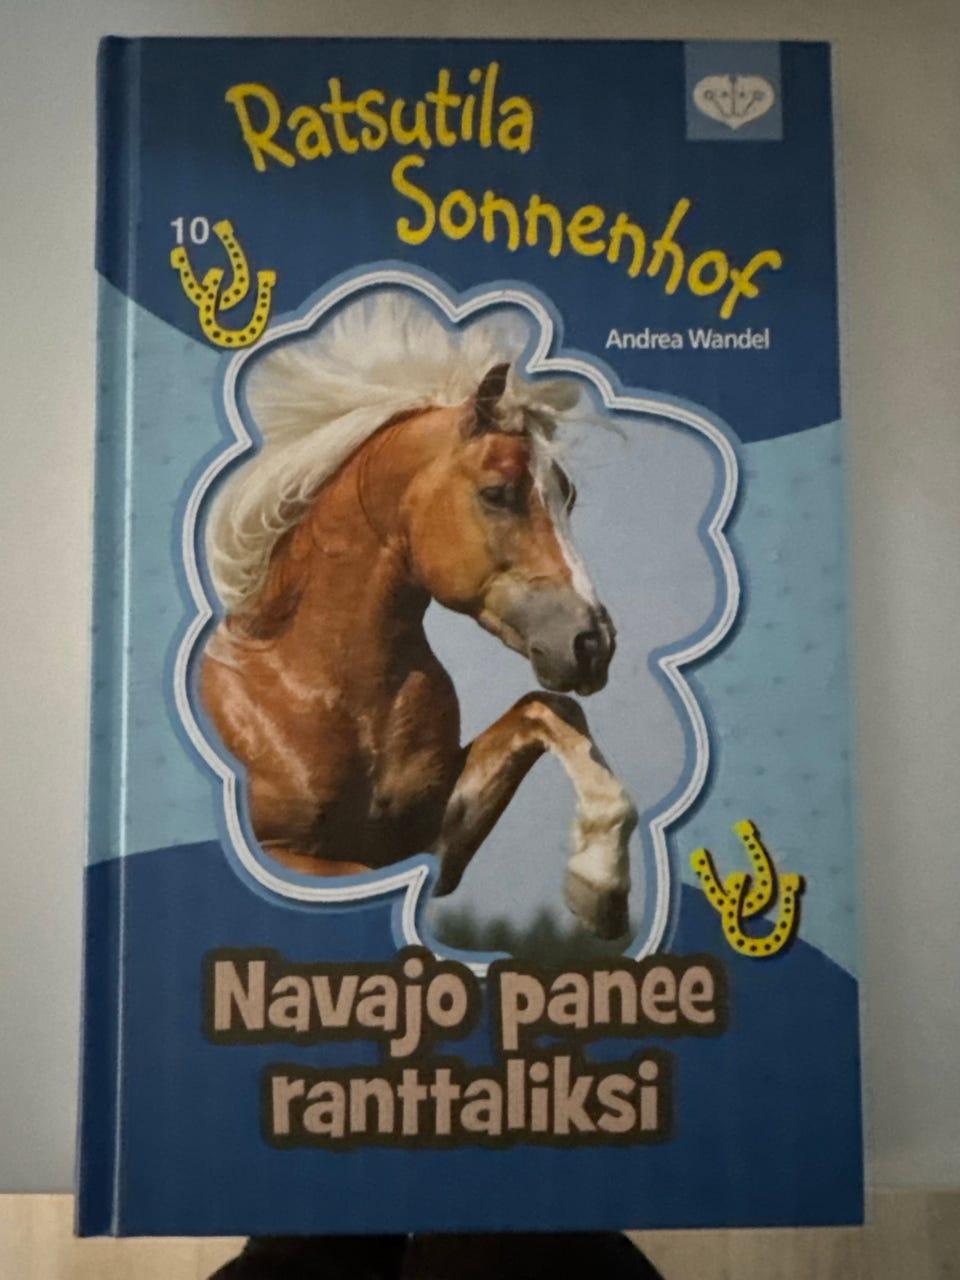 Ratsutila
Sonnenhof
10
Andrea Wandel
Navajo panee
ranttaliksi